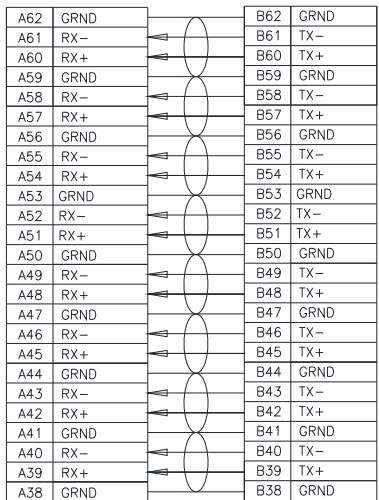 A62 GRND B62 GRND
A61 RX− B61 TX−
A60 RX+ B60 TX+
A59 GRND B59 GRND
A58 RX− B58 TX−
A57 RX+ B57 TX+
A56 GRND B56 GRND
A55 RX− B55 TX−
A54 RX+ B54 TX+
A53 GRND B53 GRND
A52 RX− B52 TX−
A51 RX+ B51 TX+
A50 GRND B50 GRND
A49 RX− B49 TX−
A48 RX+ B48 TX+
A47 GRND B47 GRND
A46 RX− B46 TX−
A45 RX+ B45 TX+
A44 GRND B44 GRND
A43 RX− B43 TX−
A42 RX+ B42 TX+
A41 GRND B41 GRND
A40 RX− B40 TX−
A39 RX+ B39 TX+
A38 GRND B38 GRND